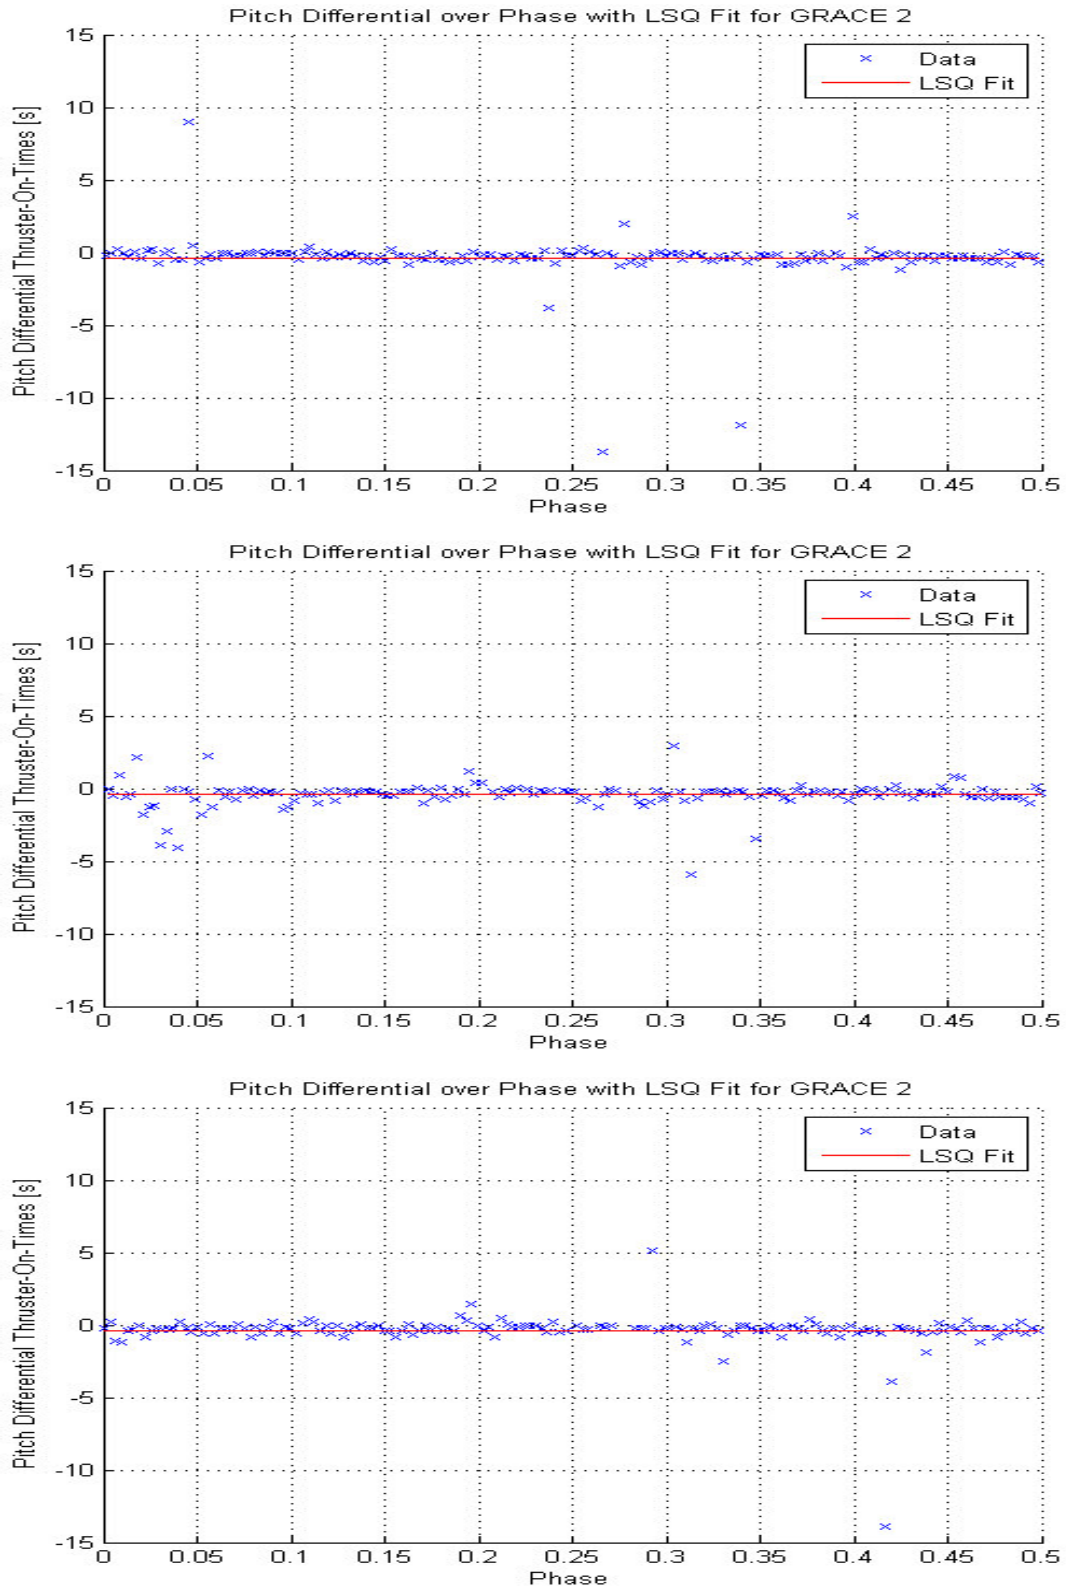 Pitch Differential over Phase with LSQ Fit for GRACE 2
Pitch Differential Thruster-On-Times [s]
15
10
5
0
-5
-10
-15
Data
LSQ Fit
0 0.05 0.1 0.15 0.2 0.25 0.3 0.35 0.4 0.45 0.5
Phase
Pitch Differential over Phase with LSQ Fit for GRACE 2
Pitch Differential Thruster-On-Times [s]
15
10
5
0
-5
-10
-15
Data
LSQ Fit
0 0.05 0.1 0.15 0.2 0.25 0.3 0.35 0.4 0.45 0.5
Phase
Pitch Differential over Phase with LSQ Fit for GRACE 2
Pitch Differential Thruster-On-Times [s]
15
10
5
0
-5
-10
-15
Data
LSQ Fit
0 0.05 0.1 0.15 0.2 0.25 0.3 0.35 0.4 0.45 0.5
Phase